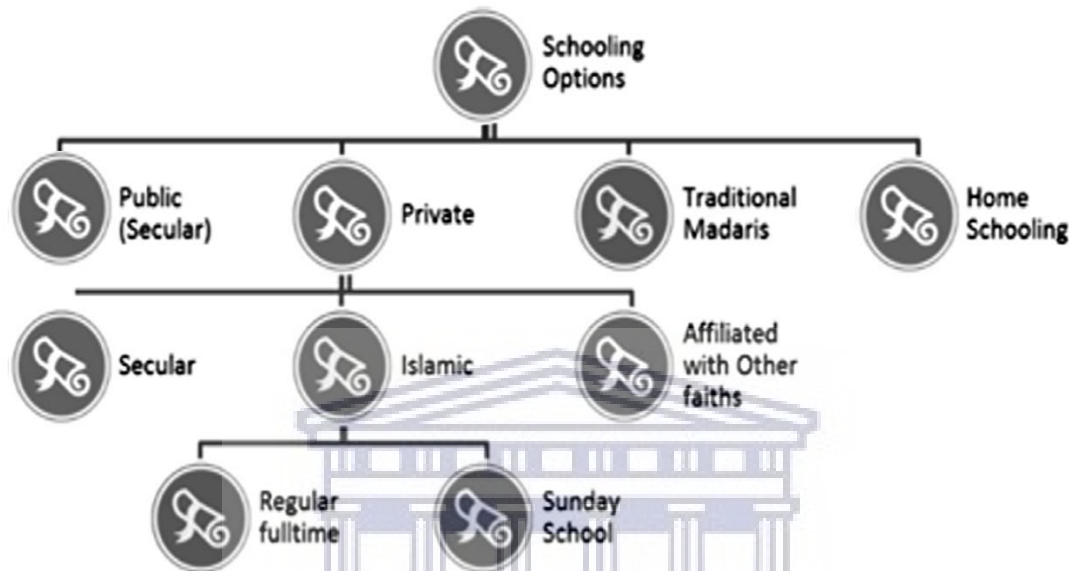 Schooling
Options
Public
(Secular)
Private
Traditional
Madaris
Home
Schooling
Secular
Islamic
Affiliated
with Other
faiths
Regular
fulltime
Sunday
School